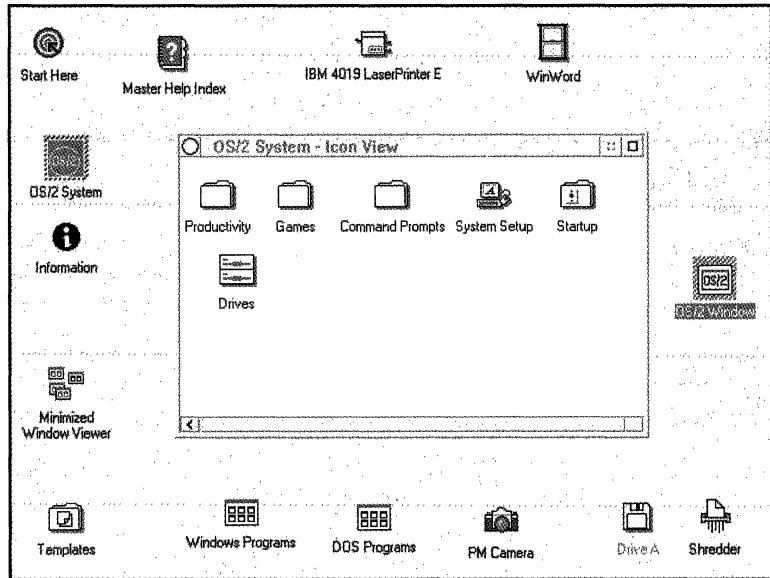 Start Here
Master Help Index
IBM 4019 LaserPrinter E
WinWord
OS/2
OS/2 System
OS/2 System - Icon View
Productivity
Games
Command Prompts
System Setup
Startup
Information
Drives
OS/2
OS/2 Window
Minimized
Window Viewer
Templates
Windows Programs
DOS Programs
PM Camera
Drive A
Shredder